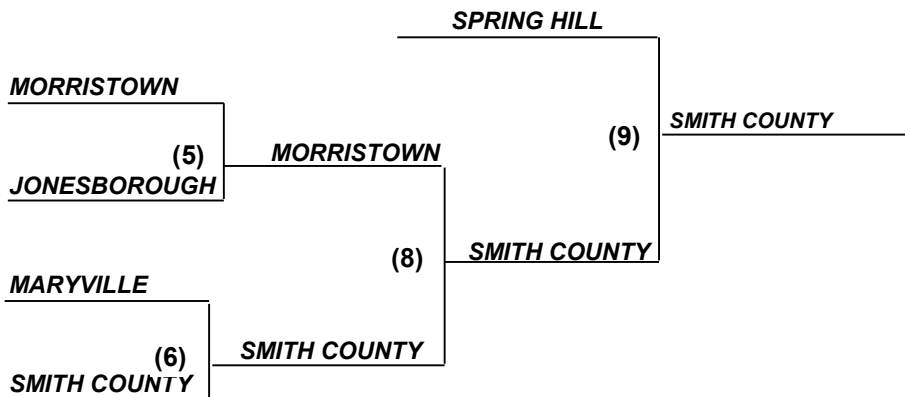 SPRING HILL
MORRISTOWN
SMITH COUNTY
(9)
(5)
MORRISTOWN
JONESBOROUGH
(8)
SMITH COUNTY
MARYVILLE
(6)
SMITH COUNTY
SMITH COUNTY